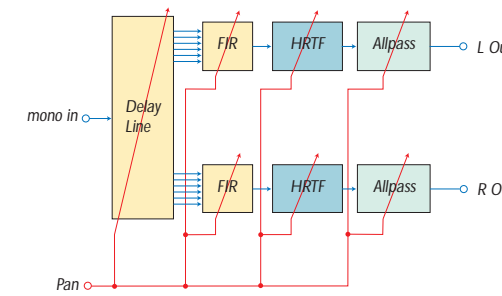 FIR HRTF Allpass L Ou
mono in Delay
Line
FIR HRTF Allpass R O
Pan